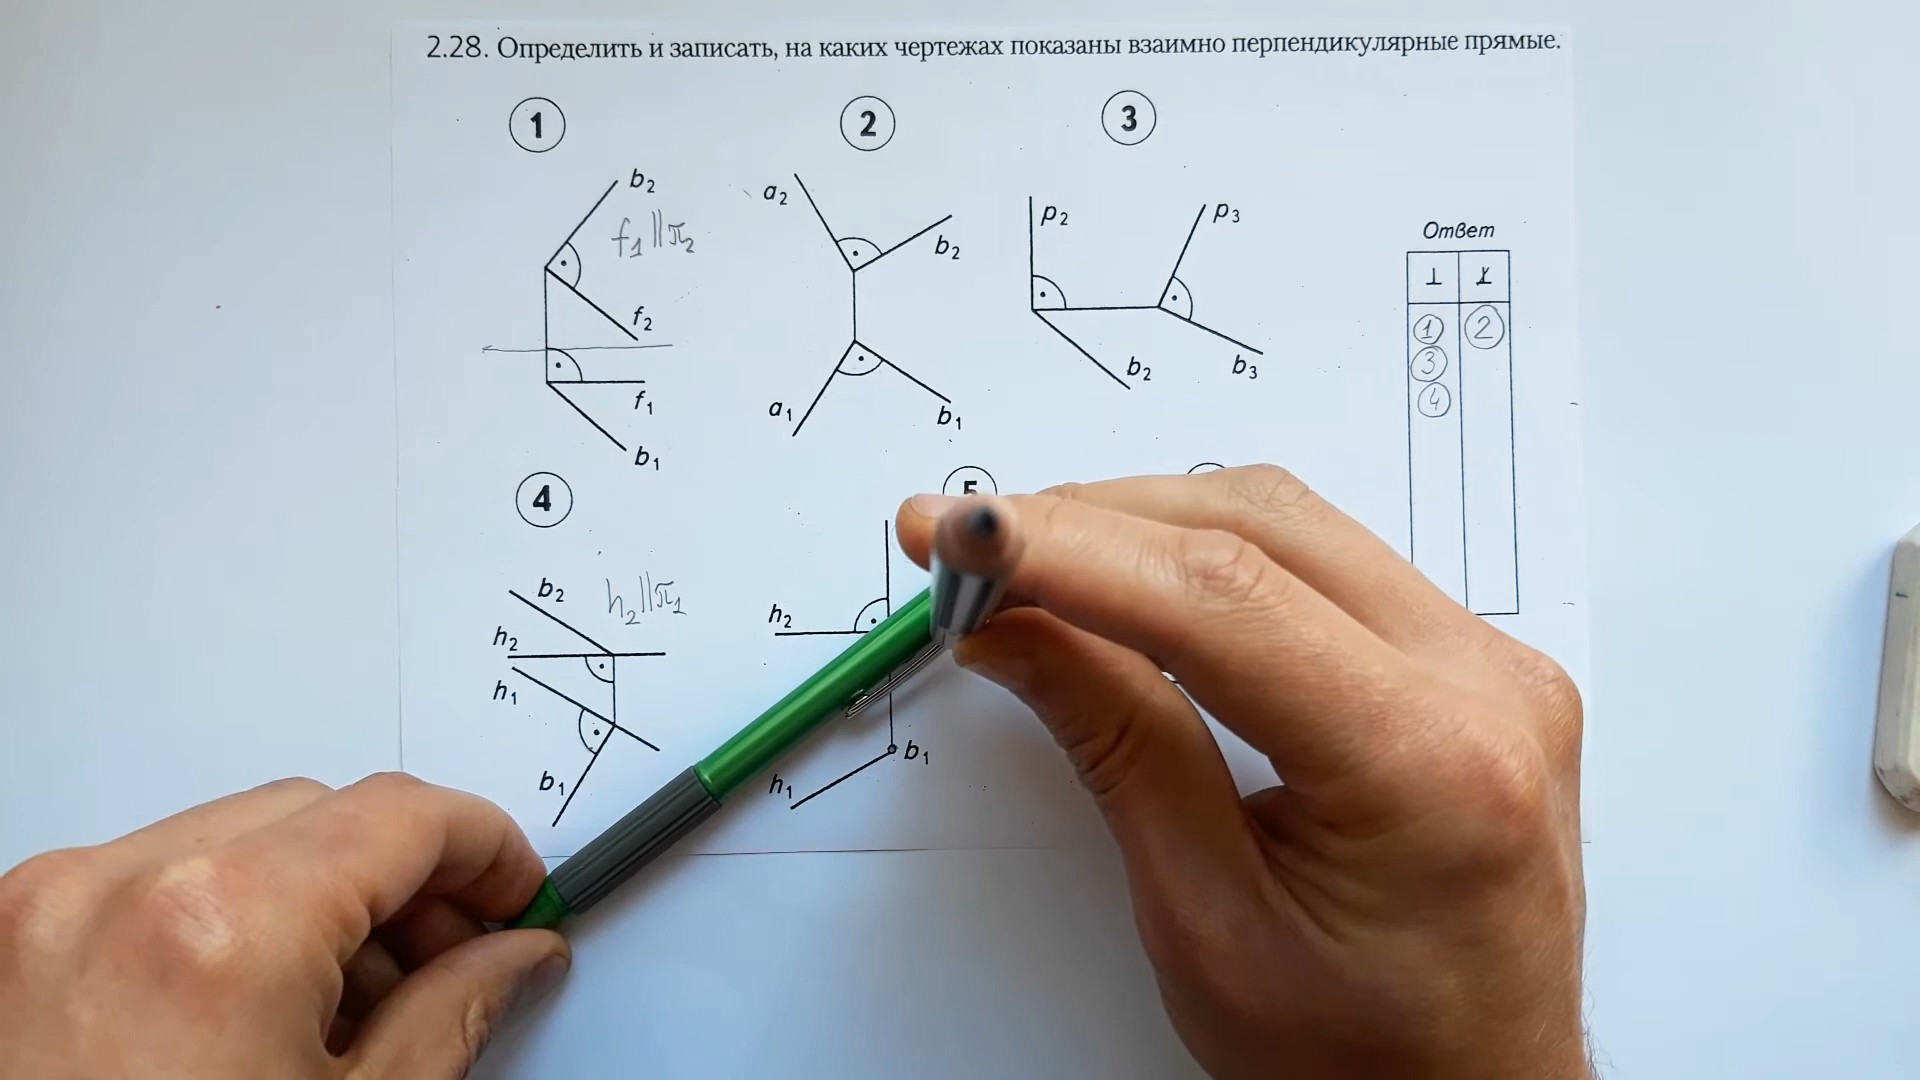 2.28. Определить и записать, на каких чертежах показаны взаимно перпендикулярные прямые.
1
2
3
b2
f1 || π2
f2
f1
b1
a2
b2
a1
b1
p2
p3
b2
b3
Ответ
⊥ ⊥̸
1 2
3
4
4
5
b2
h2 || π1
h2
h1
b1
h2
b1
h1